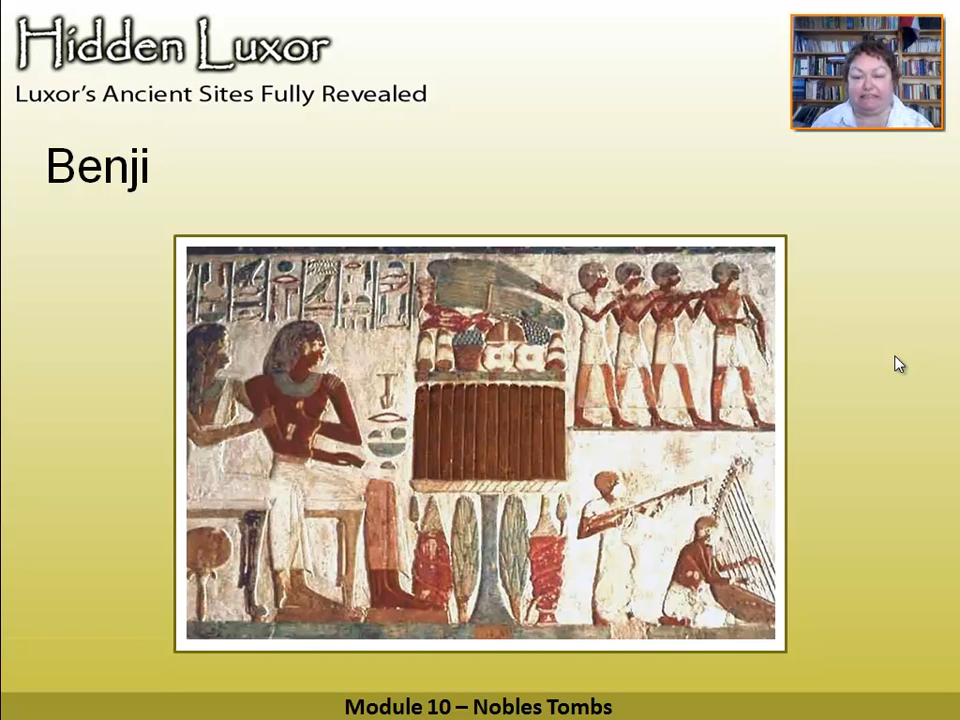 Hidden Luxor
Luxor's Ancient Sites Fully Revealed
Benji
Module 10 – Nobles Tombs